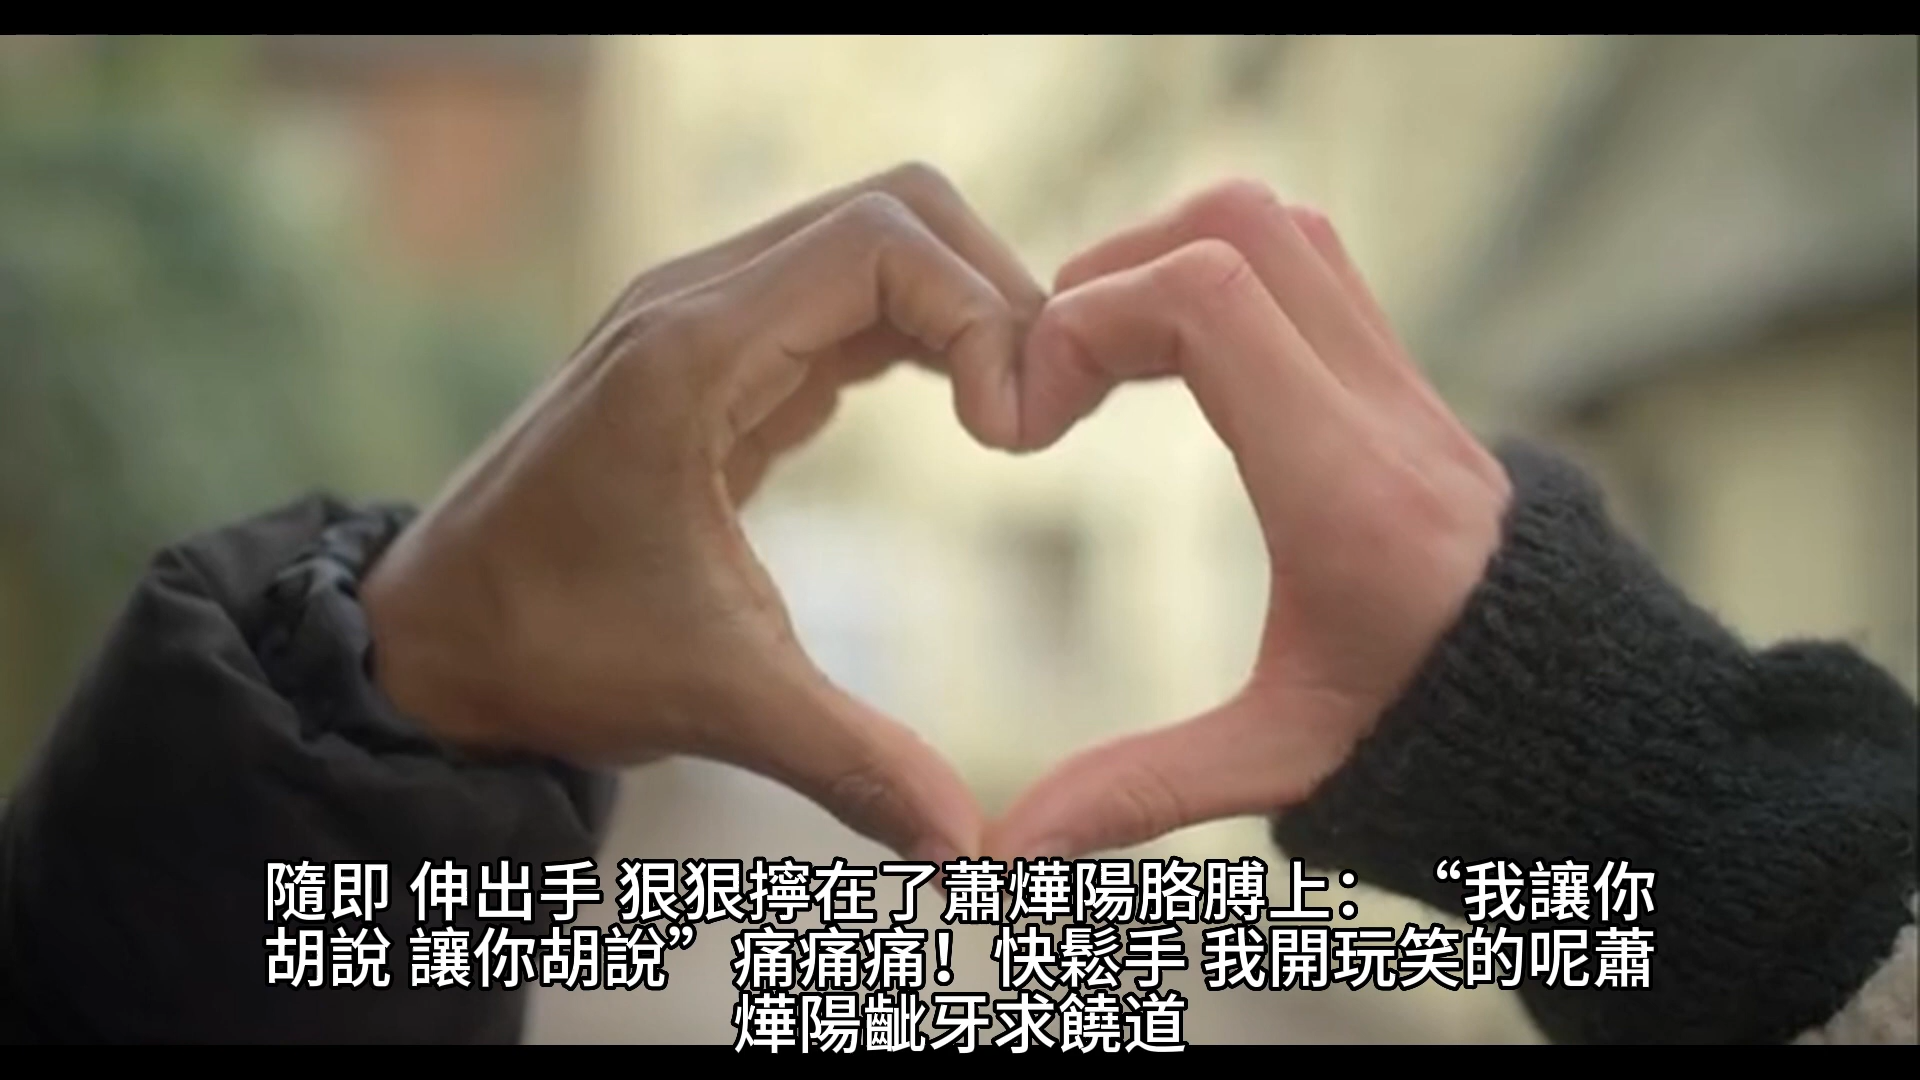 隨即 伸出手 狠狠擰在了蕭燁陽胳膊上：“我讓你
胡說 讓你胡說”痛痛痛！快鬆手 我開玩笑的呢蕭
燁陽齜牙求饒道